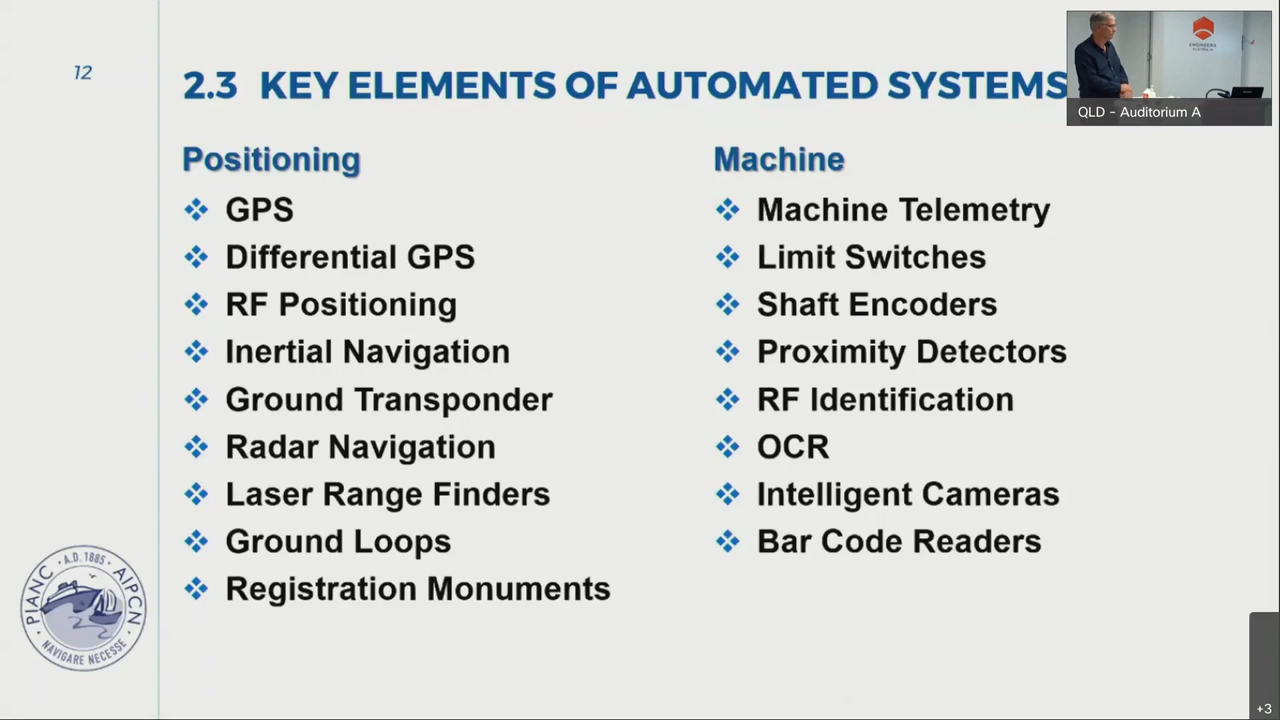 12
2.3 KEY ELEMENTS OF AUTOMATED SYSTEMS
Positioning
GPS
Differential GPS
RF Positioning
Inertial Navigation
Ground Transponder
Radar Navigation
Laser Range Finders
Ground Loops
Registration Monuments
Machine
Machine Telemetry
Limit Switches
Shaft Encoders
Proximity Detectors
RF Identification
OCR
Intelligent Cameras
Bar Code Readers
ENGINEERS
AUSTRALIA
QLD - Auditorium A
PIANC · A.D. 1885 · AIPCN
· NAVIGARE NECESSE ·
+3